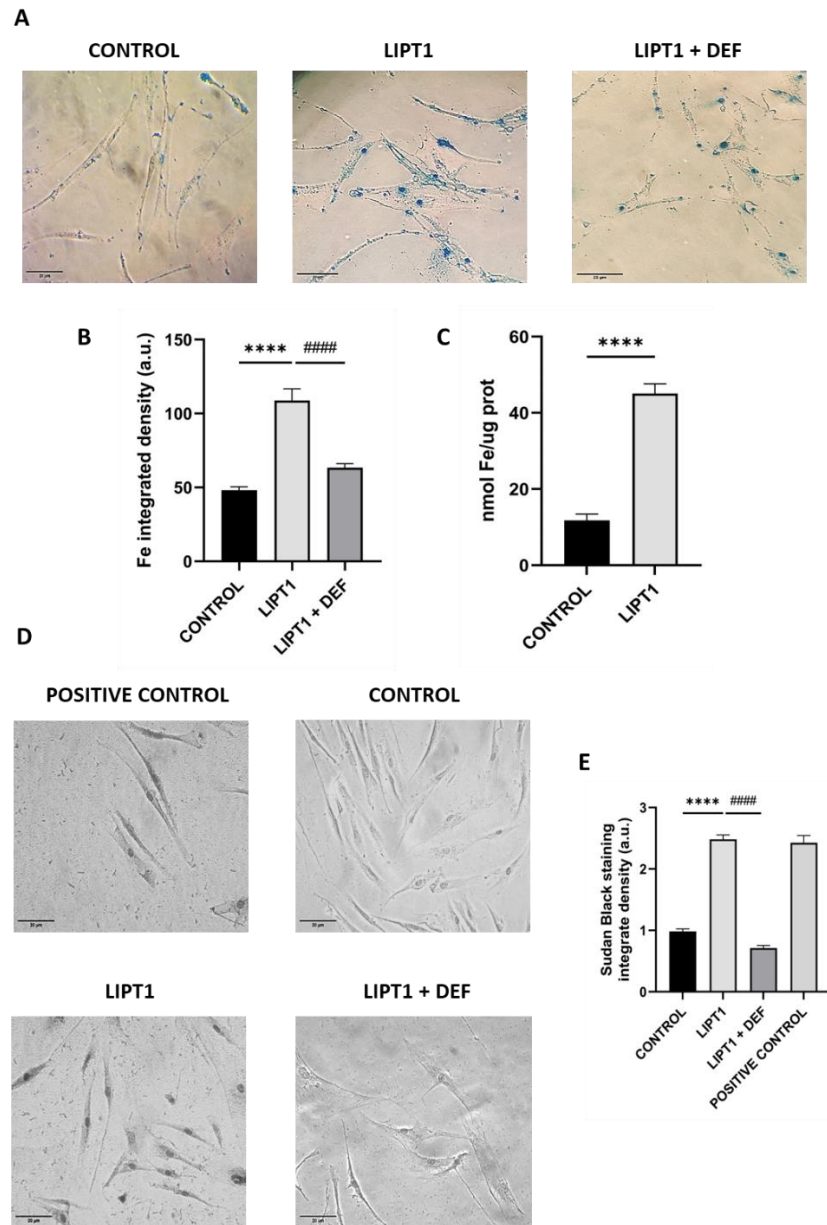 A
CONTROL
LIPT1
LIPT1 + DEF
B
Fe integrated density (a.u.)
150
100
50
0
****
####
CONTROL
LIPT1
LIPT1 + DEF
C
nmol Fe/ug prot
60
40
20
0
****
CONTROL
LIPT1
D
POSITIVE CONTROL
CONTROL
LIPT1
LIPT1 + DEF
E
Sudan Black staining
integrate density (a.u.)
3
2
1
0
****
####
CONTROL
LIPT1
LIPT1 + DEF
POSITIVE CONTROL